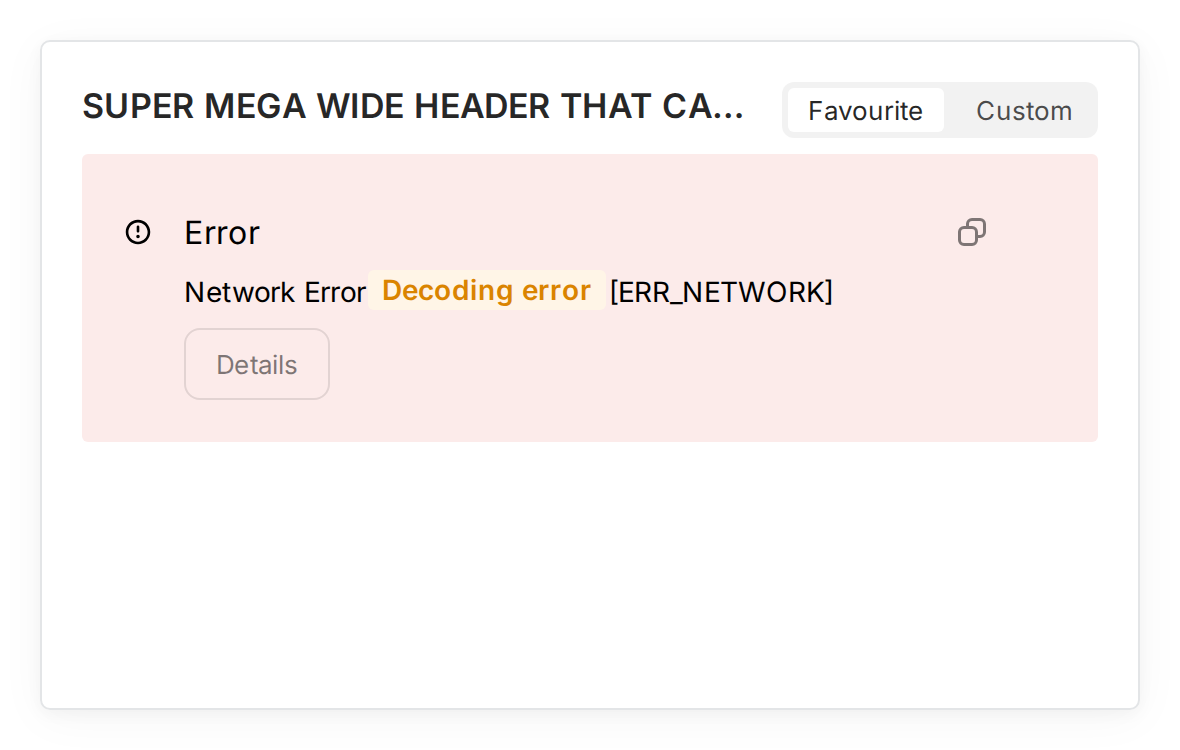 SUPER MEGA WIDE HEADER THAT CA...
Favourite Custom
Error
Network Error Decoding error [ERR_NETWORK]
Details